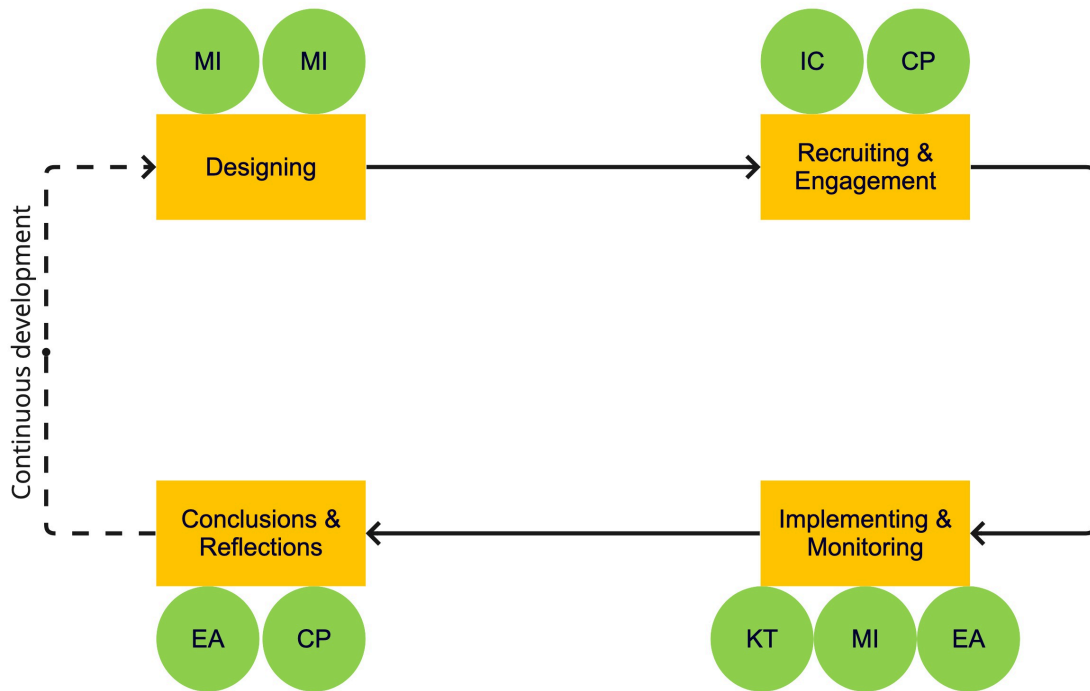 MI
MI
IC
CP
Designing
Recruiting &
Engagement
Continuous development
Conclusions &
Reflections
Implementing &
Monitoring
EA
CP
KT
MI
EA